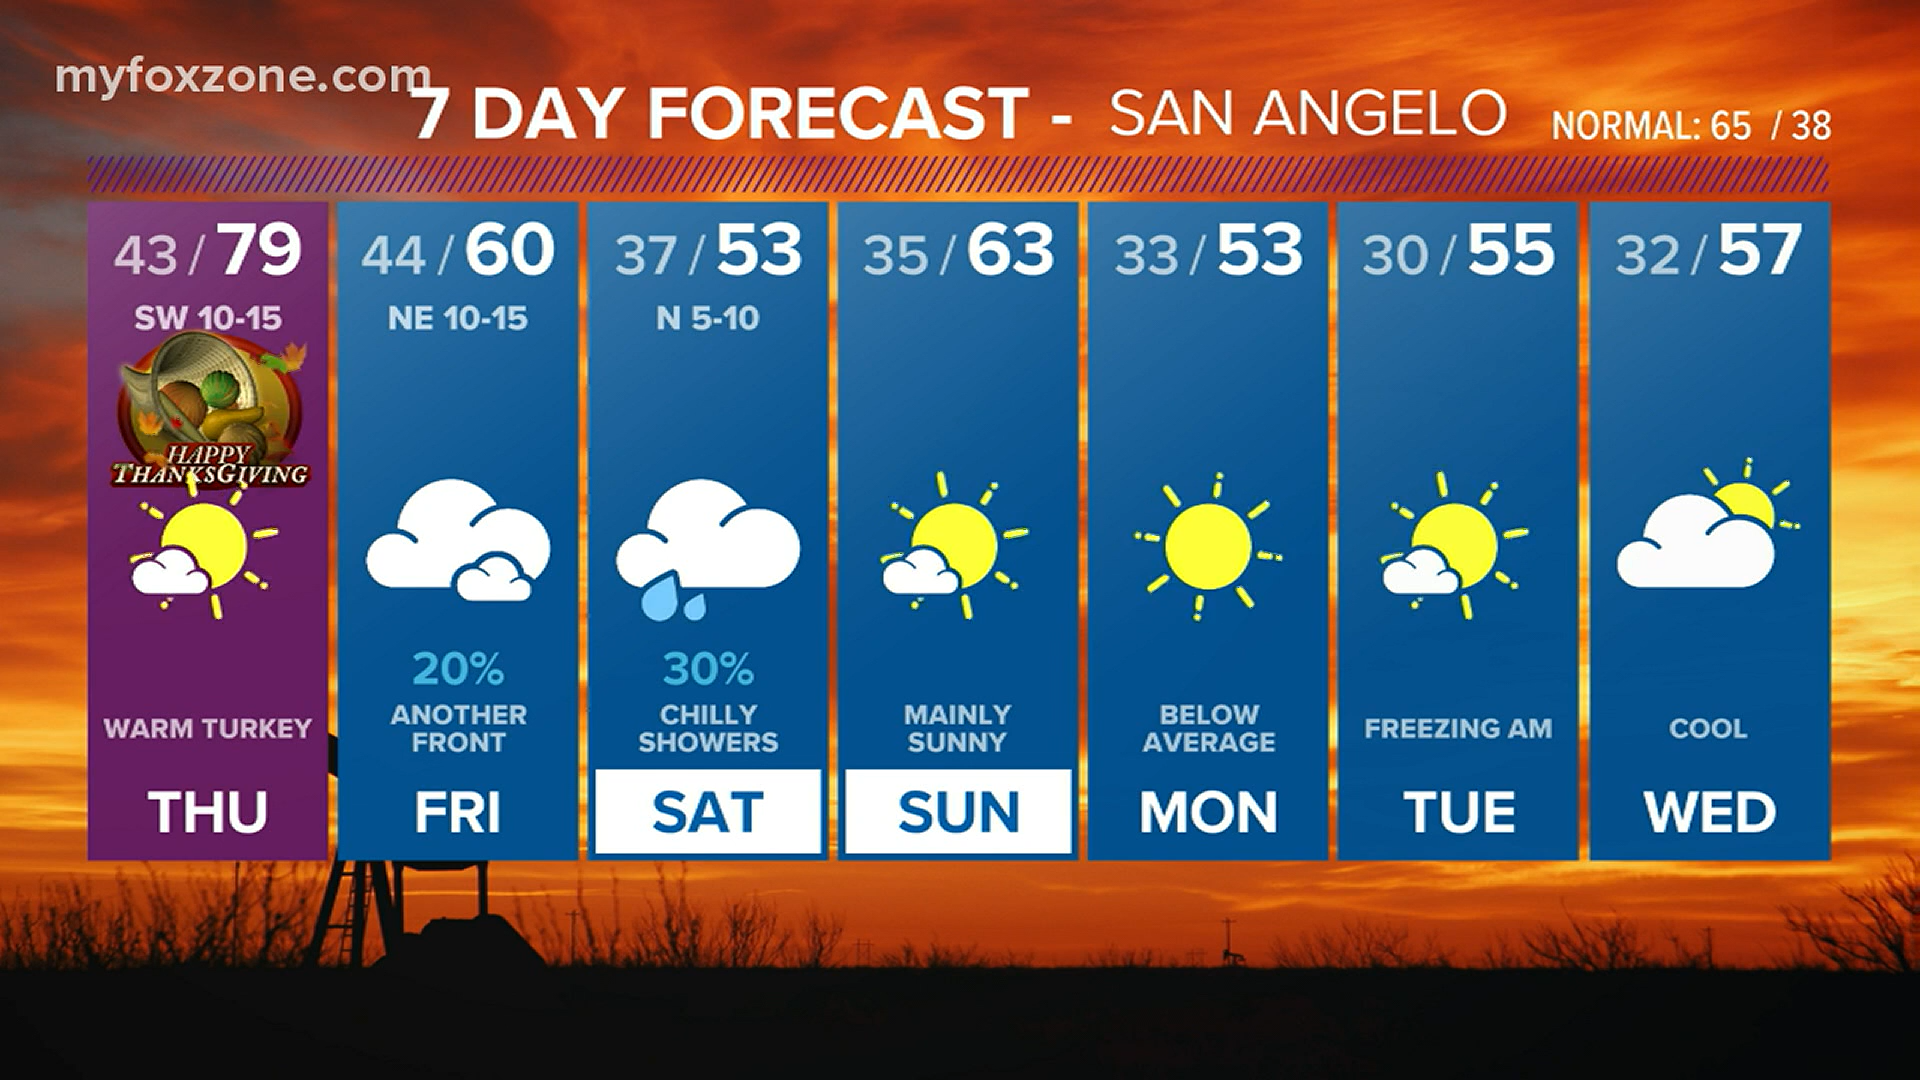 myfoxzone.com
7 DAY FORECAST - SAN ANGELO NORMAL: 65 / 38
43 / 79
SW 10-15
HAPPY
THANKSGIVING
WARM TURKEY
THU
44 / 60
NE 10-15
20%
ANOTHER
FRONT
FRI
37 / 53
N 5-10
30%
CHILLY
SHOWERS
SAT
35 / 63
MAINLY
SUNNY
SUN
33 / 53
BELOW
AVERAGE
MON
30 / 55
FREEZING AM
TUE
32 / 57
COOL
WED